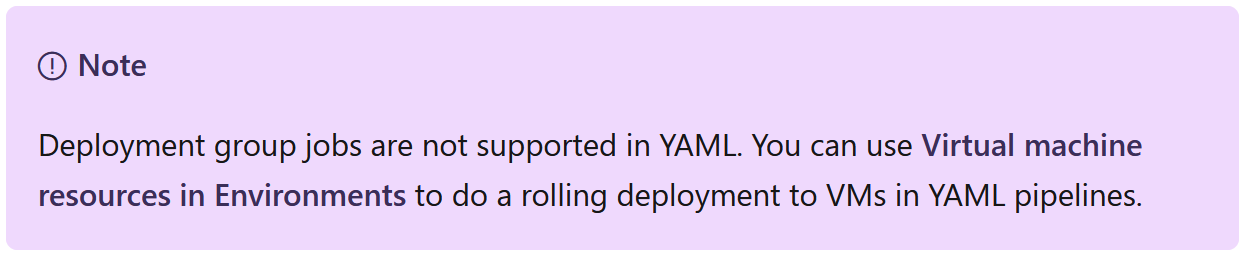 Note
Deployment group jobs are not supported in YAML. You can use Virtual machine
resources in Environments to do a rolling deployment to VMs in YAML pipelines.